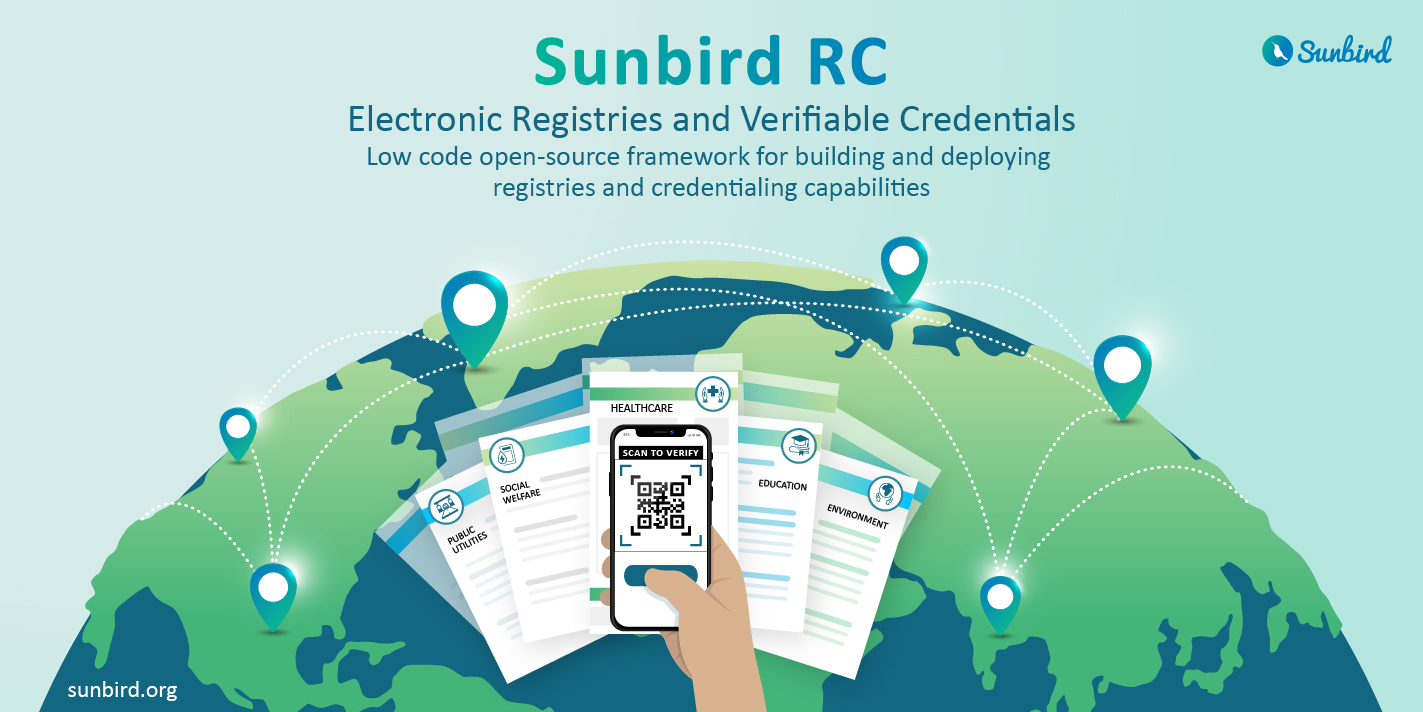 Sunbird RC
Sunbird
Electronic Registries and Verifiable Credentials
Low code open-source framework for building and deploying
registries and credentialing capabilities
HEALTHCARE
SCAN TO VERIFY
SOCIAL
WELFARE
EDUCATION
PUBLIC
UTILITIES
ENVIRONMENT
sunbird.org